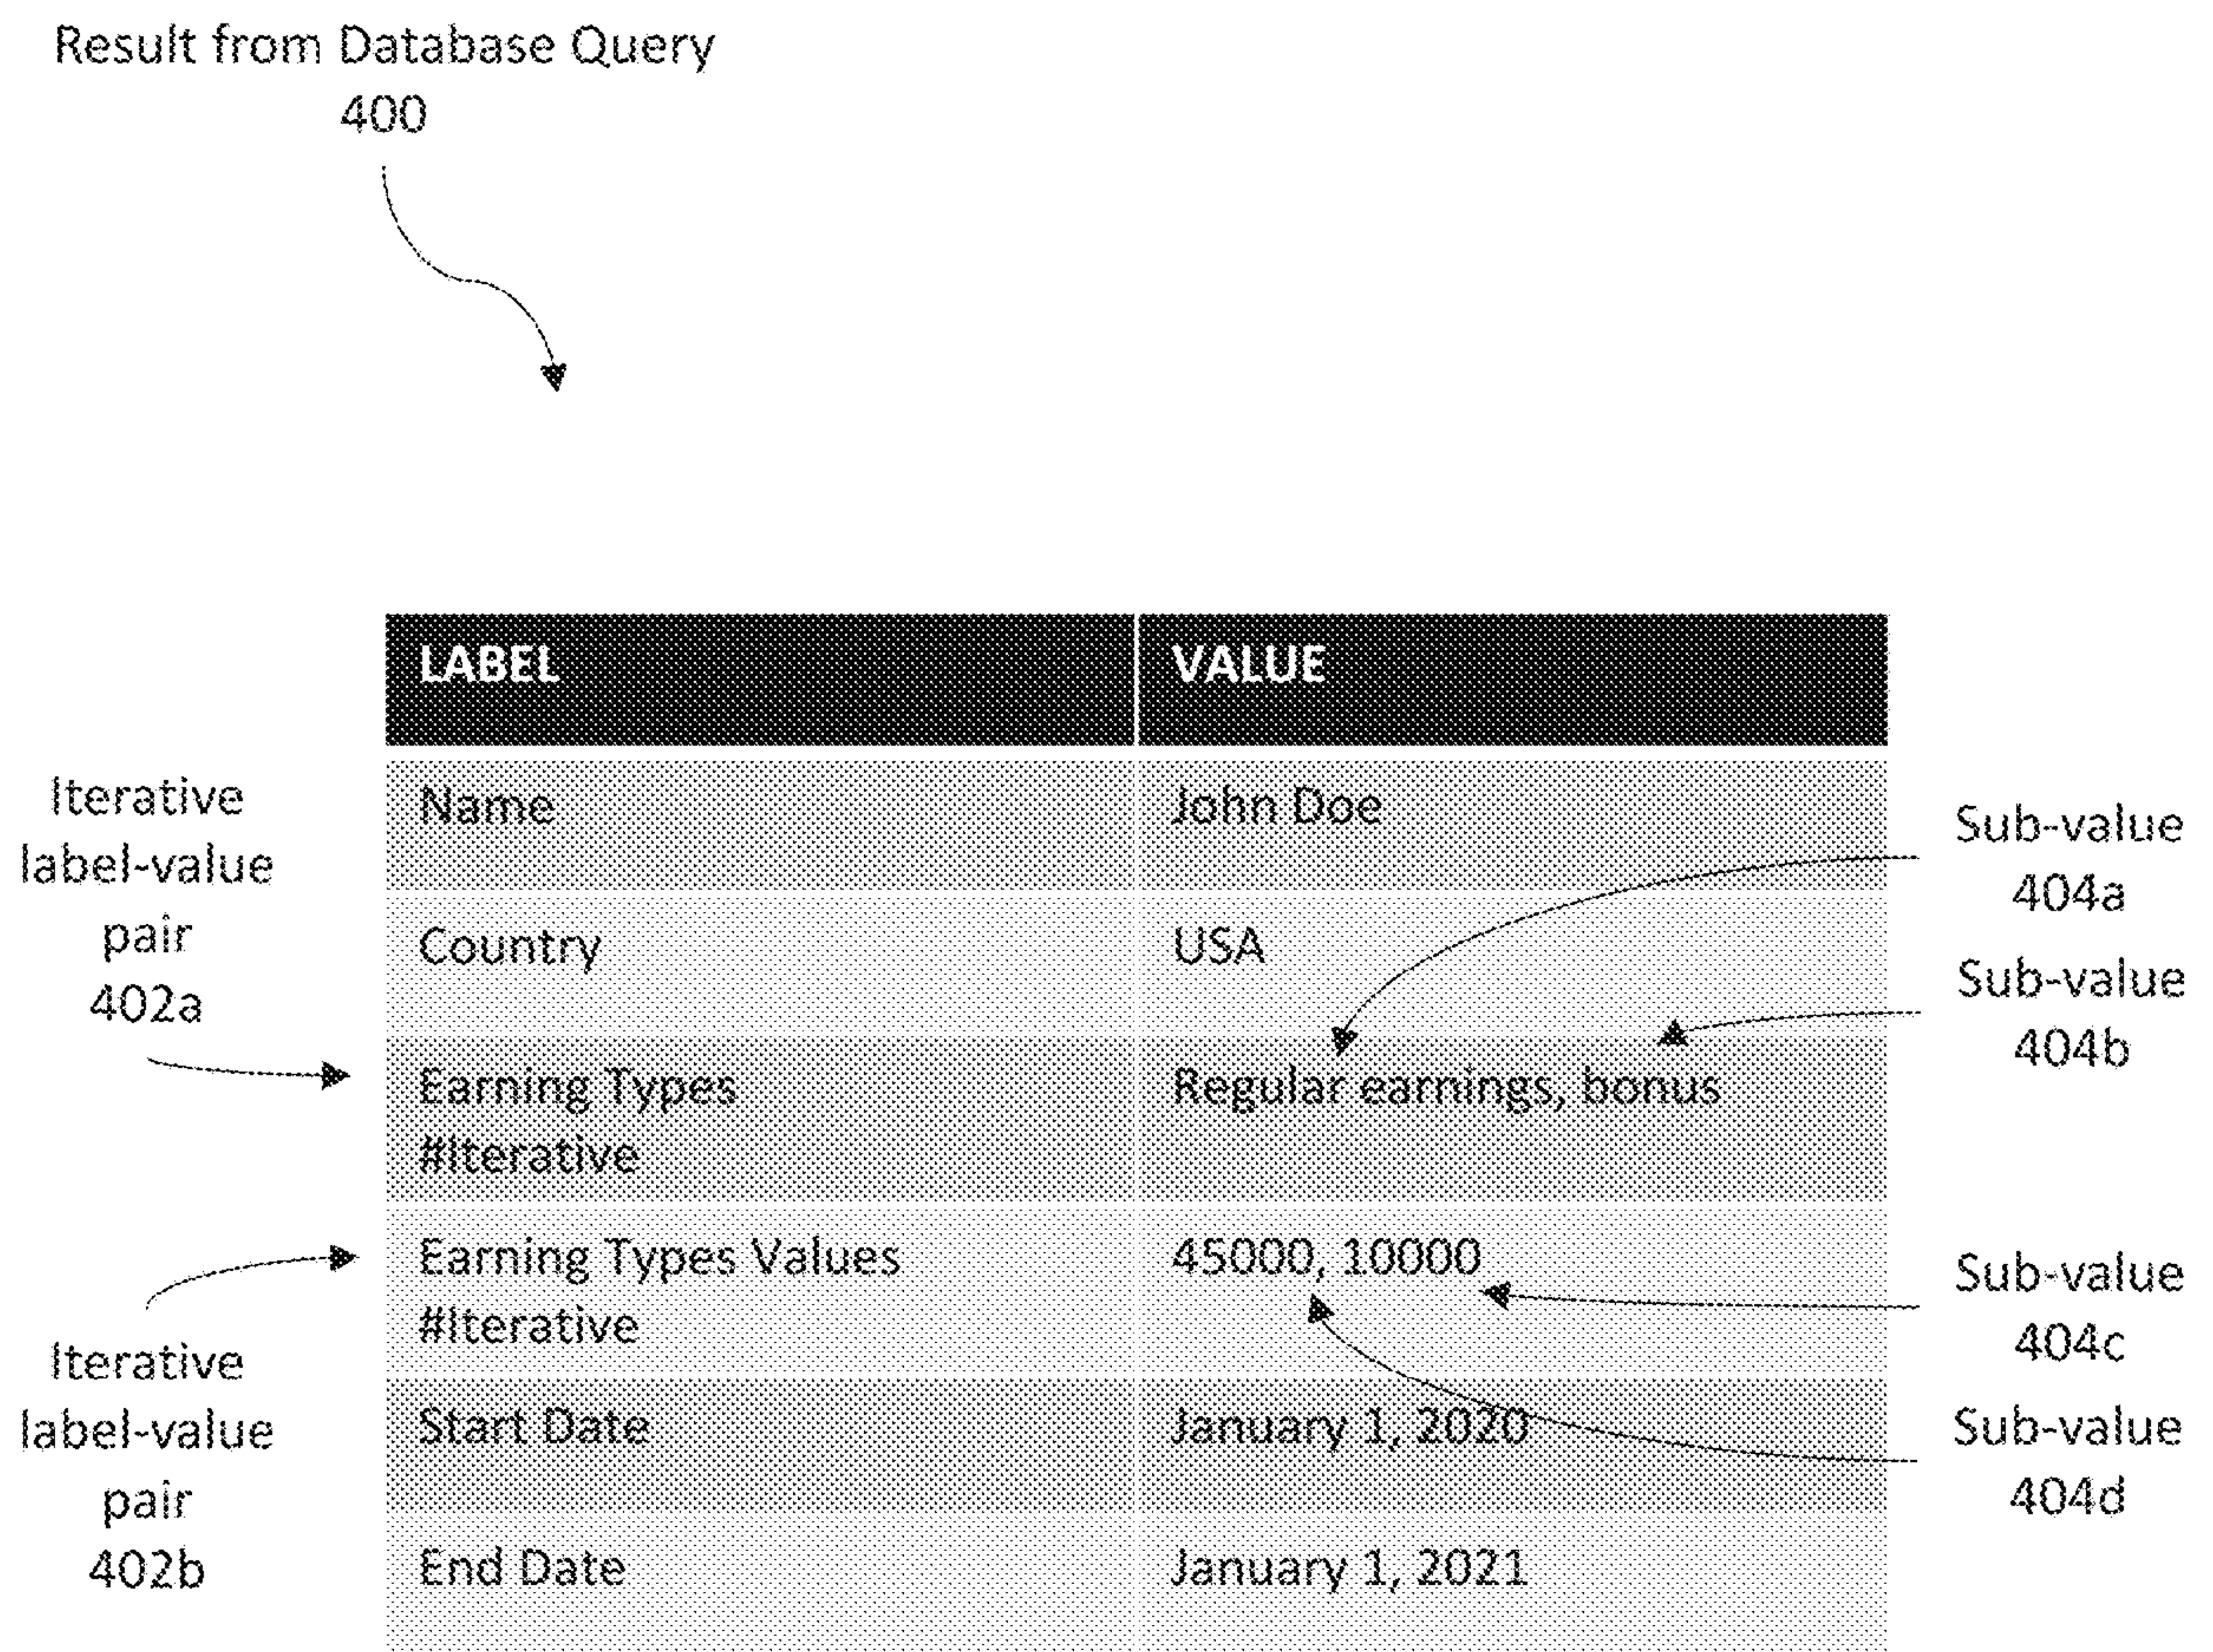 Result from Database Query
400
LABEL VALUE
Iterative
label-value
pair
402a
Name John Doe
Sub-value
404a
Country USA
Sub-value
404b
Earning Types Regular earnings, bonus
#Iterative
Earning Types Values 45000, 10000
#Iterative
Sub-value
404c
Iterative
label-value
pair
402b
Start Date January 1, 2020
Sub-value
404d
End Date January 1, 2021